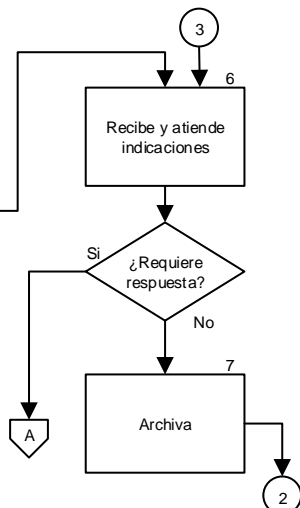 3
6
Recibe y atiende
indicaciones
Si
¿Requiere
respuesta?
No
7
A
Archiva
2